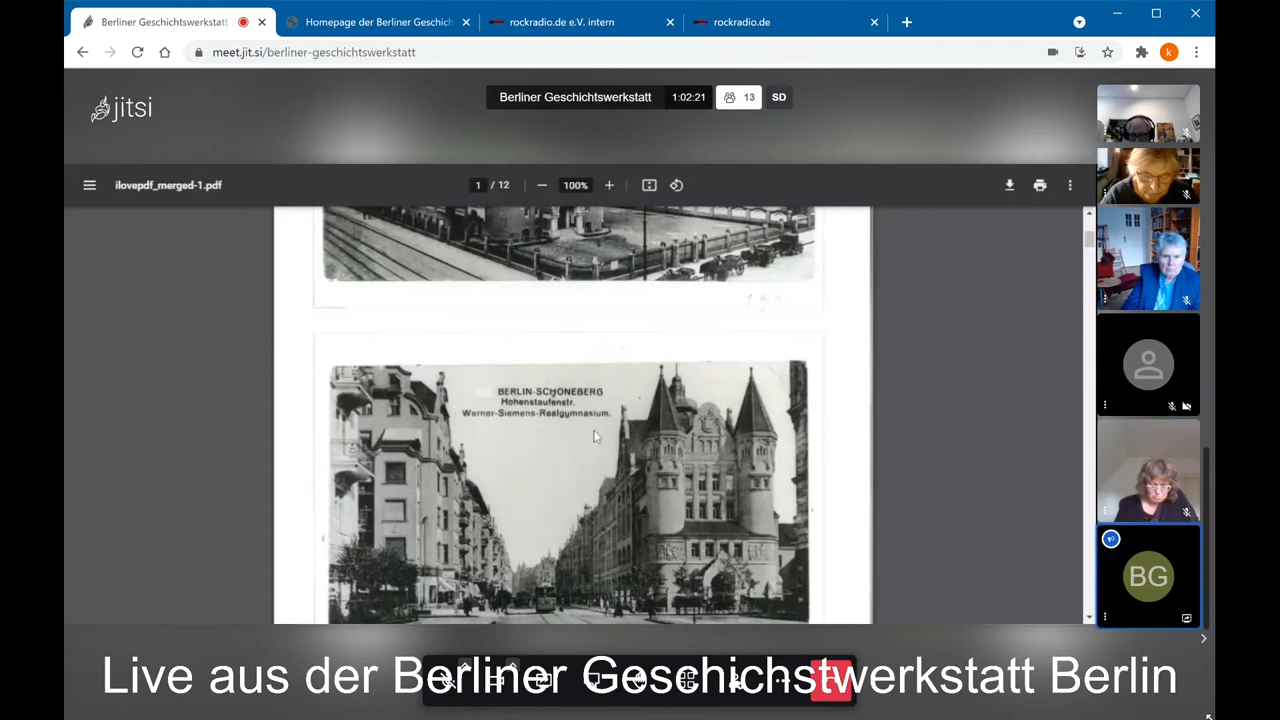 Berliner Geschichtswerkstatt
Homepage der Berliner Geschich
rockradio.de e.V. intern
rockradio.de
meet.jit.si/berliner-geschichtswerkstatt
k
jitsi
Berliner Geschichtswerkstatt 1:02:21 13 SD
ilovepdf_merged-1.pdf 1 / 12 100%
BERLIN-SCHÖNEBERG
Hohenstaufenstr.
Werner-Siemens-Realgymnasium.
BG
Live aus der Berliner Geschichstwerkstatt Berlin